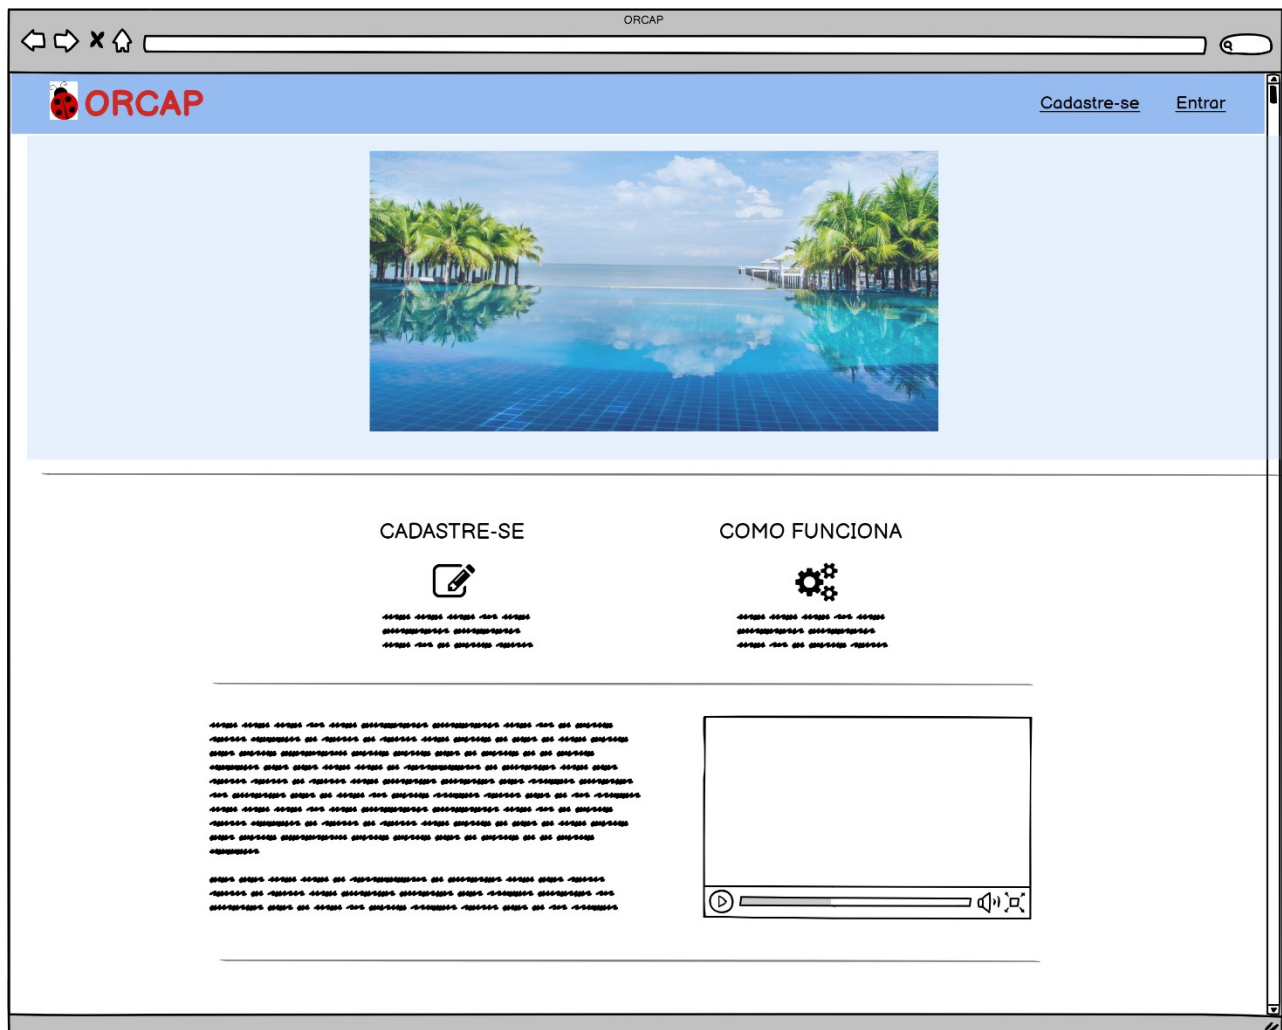 ORCAP
ORCAP
Cadastre-se Entrar
CADASTRE-SE
COMO FUNCIONA